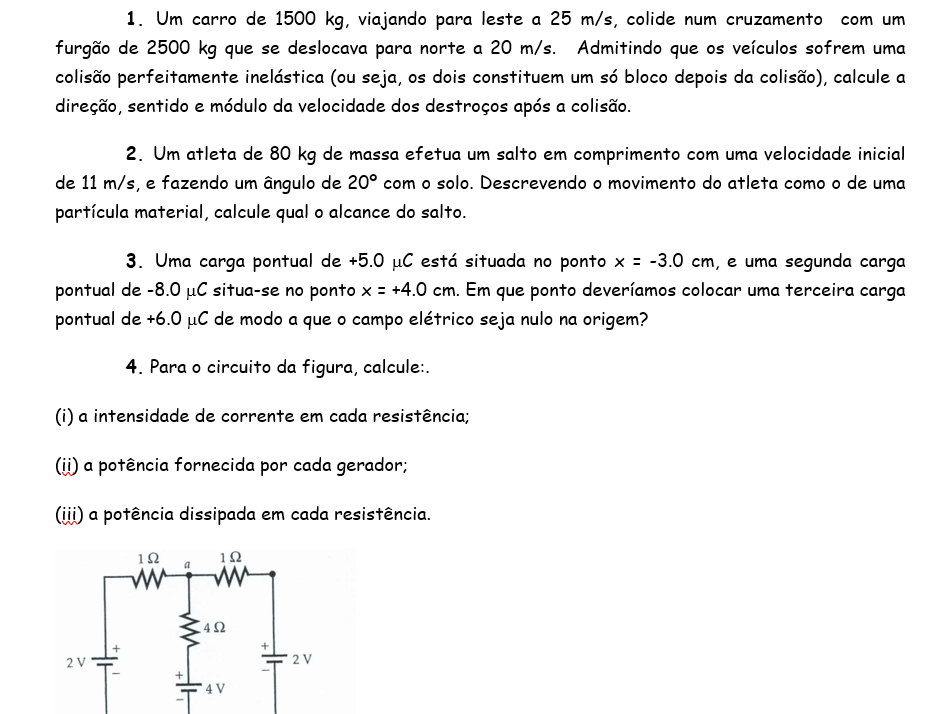 1. Um carro de 1500 kg, viajando para leste a 25 m/s, colide num cruzamento com um
furgão de 2500 kg que se deslocava para norte a 20 m/s. Admitindo que os veículos sofrem uma
colisão perfeitamente inelástica (ou seja, os dois constituem um só bloco depois da colisão), calcule a
direção, sentido e módulo da velocidade dos destroços após a colisão.
2. Um atleta de 80 kg de massa efetua um salto em comprimento com uma velocidade inicial
de 11 m/s, e fazendo um ângulo de 20º com o solo. Descrevendo o movimento do atleta como o de uma
partícula material, calcule qual o alcance do salto.
3. Uma carga pontual de +5.0 μC está situada no ponto x = -3.0 cm, e uma segunda carga
pontual de -8.0 μC situa-se no ponto x = +4.0 cm. Em que ponto deveríamos colocar uma terceira carga
pontual de +6.0 μC de modo a que o campo elétrico seja nulo na origem?
4. Para o circuito da figura, calcule:.
(i) a intensidade de corrente em cada resistência;
(ii) a potência fornecida por cada gerador;
(iii) a potência dissipada em cada resistência.
1 Ω a 1 Ω
4 Ω
2 V + − + − 2 V
+ − 4 V